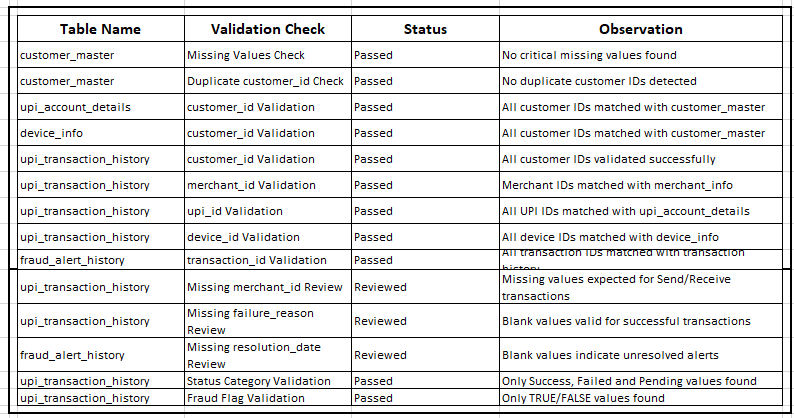 Table Name Validation Check Status Observation
customer_master Missing Values Check Passed No critical missing values found
customer_master Duplicate customer_id Check Passed No duplicate customer IDs detected
upi_account_details customer_id Validation Passed All customer IDs matched with customer_master
device_info customer_id Validation Passed All customer IDs matched with customer_master
upi_transaction_history customer_id Validation Passed All customer IDs validated successfully
upi_transaction_history merchant_id Validation Passed Merchant IDs matched with merchant_info
upi_transaction_history upi_id Validation Passed All UPI IDs matched with upi_account_details
upi_transaction_history device_id Validation Passed All device IDs matched with device_info
fraud_alert_history transaction_id Validation Passed All transaction IDs matched with transaction
history
upi_transaction_history Missing merchant_id Review Reviewed Missing values expected for Send/Receive
transactions
upi_transaction_history Missing failure_reason
Review Reviewed Blank values valid for successful transactions
fraud_alert_history Missing resolution_date
Review Reviewed Blank values indicate unresolved alerts
upi_transaction_history Status Category Validation Passed Only Success, Failed and Pending values found
upi_transaction_history Fraud Flag Validation Passed Only TRUE/FALSE values found